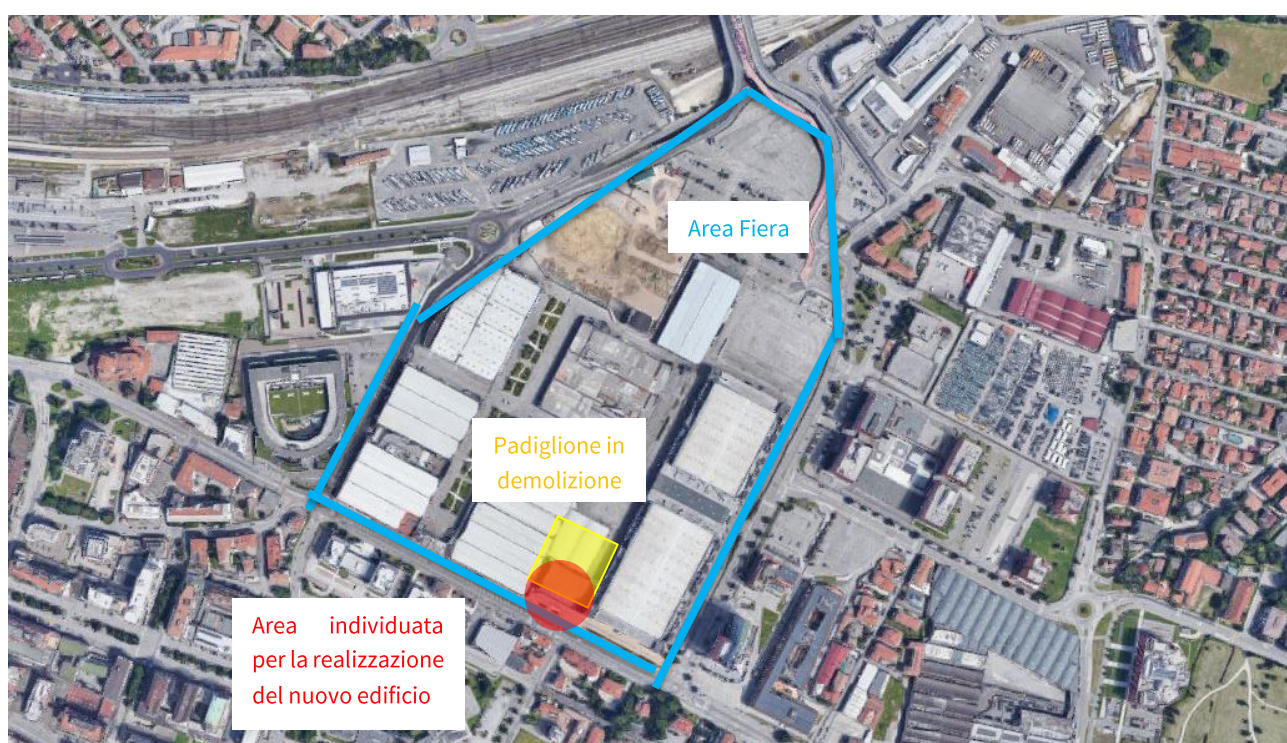 Area Fiera
Padiglione in
demolizione
Area individuata
per la realizzazione
del nuovo edificio